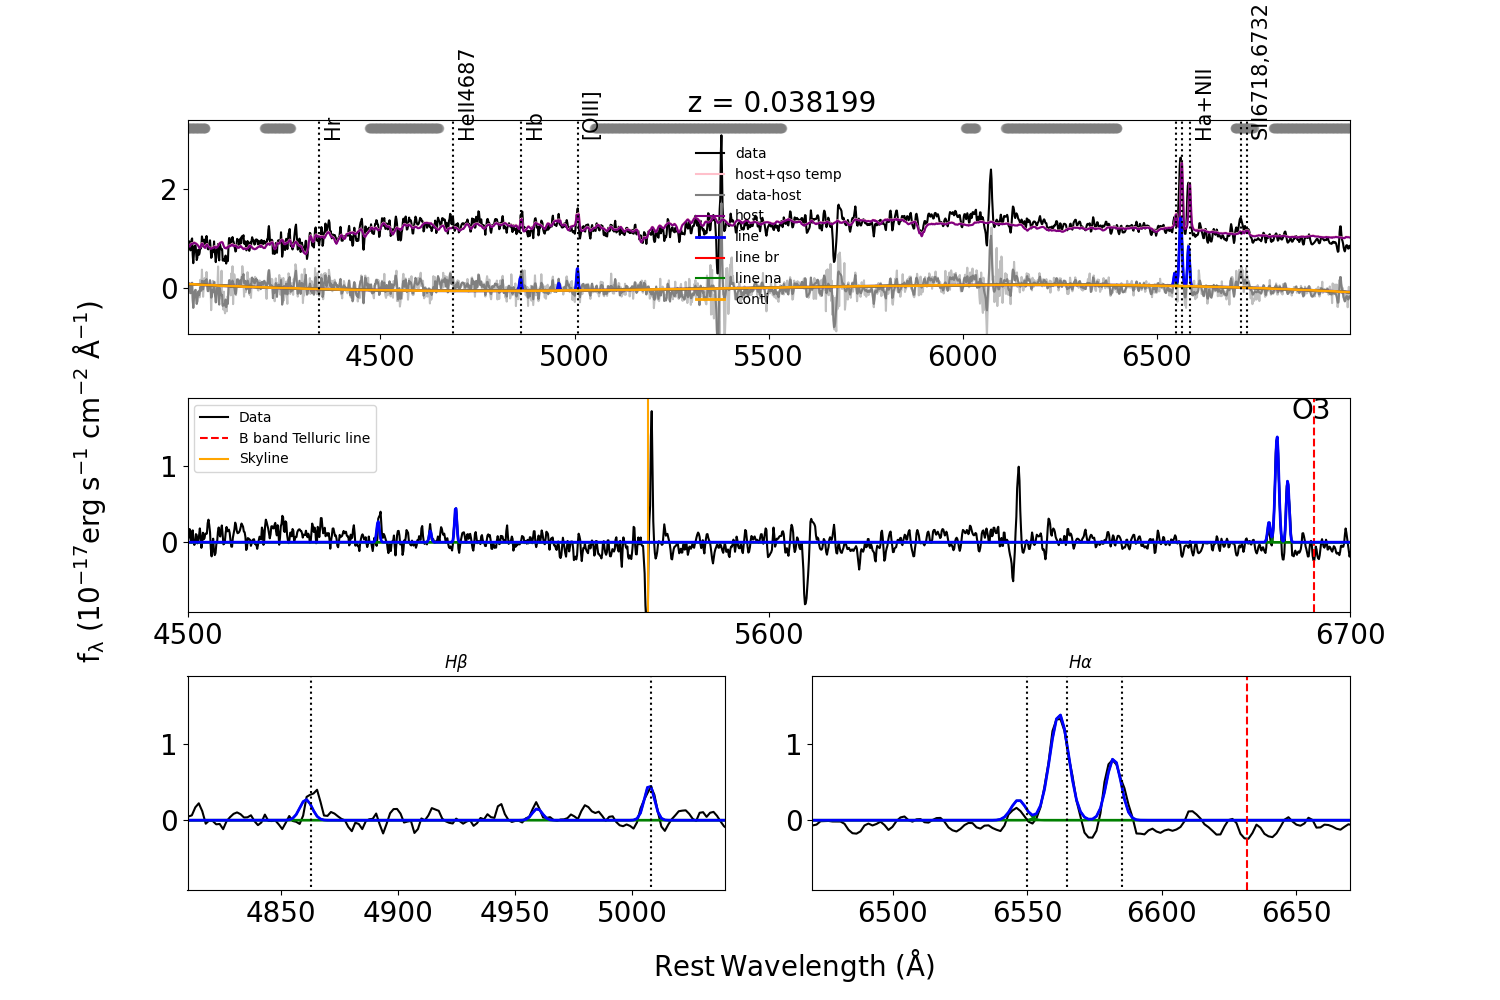 z = 0.038199
Hr
HeII4687
Hb
[OIII]
Ha+NII
SII6718,6732
data
host+qso temp
data-host
host
line
line br
line na
conti
2
0
4500 5000 5500 6000 6500
Data
B band Telluric line
Skyline
O3
1
0
4500 5600 6700
fλ (10−17erg s−1 cm−2 Å−1)
Hβ
1
0
4850 4900 4950 5000
Hα
1
0
6500 6550 6600 6650
Rest Wavelength (Å)